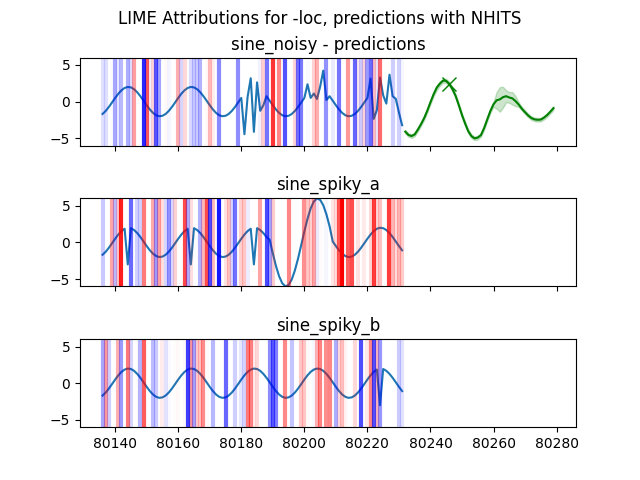 LIME Attributions for -loc, predictions with NHITS
sine_noisy - predictions
5
0
−5
sine_spiky_a
5
0
−5
sine_spiky_b
5
0
−5
80140 80160 80180 80200 80220 80240 80260 80280